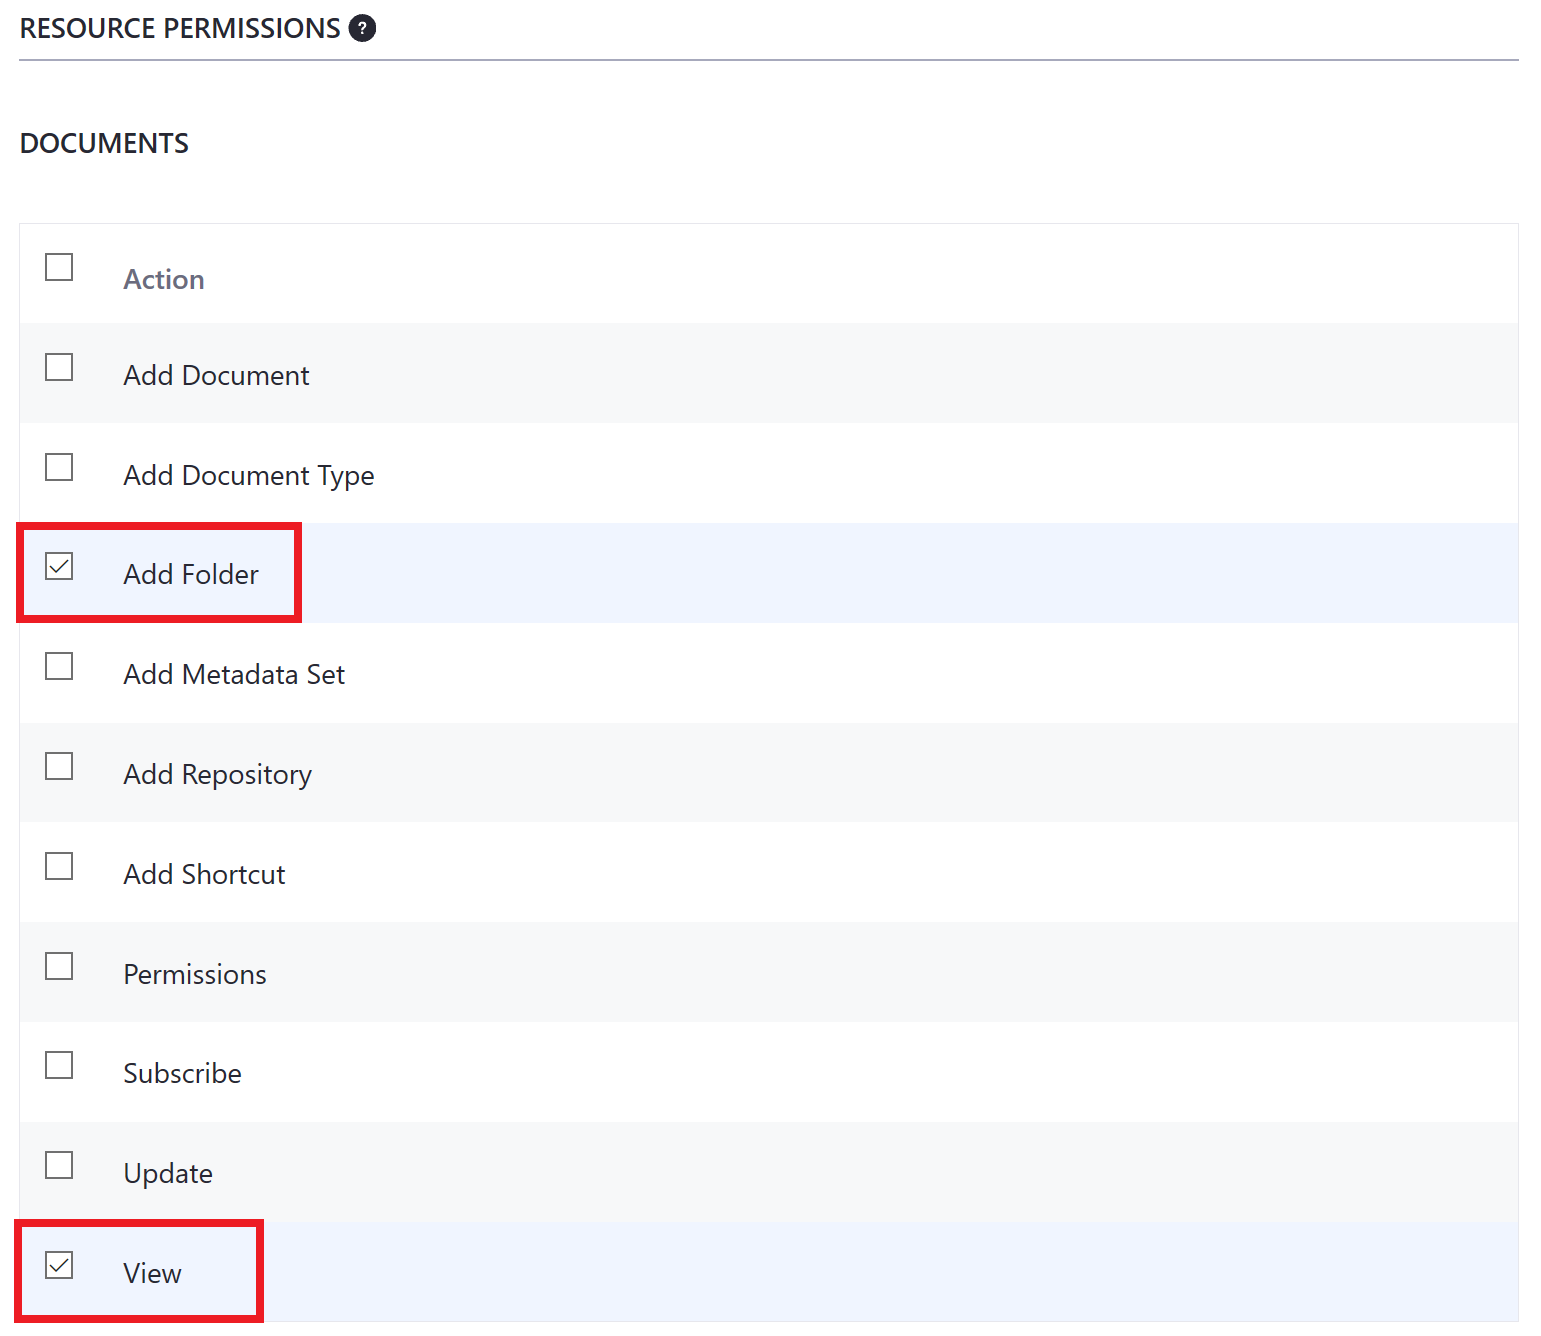 RESOURCE PERMISSIONS ?
DOCUMENTS
Action
Add Document
Add Document Type
Add Folder
Add Metadata Set
Add Repository
Add Shortcut
Permissions
Subscribe
Update
View